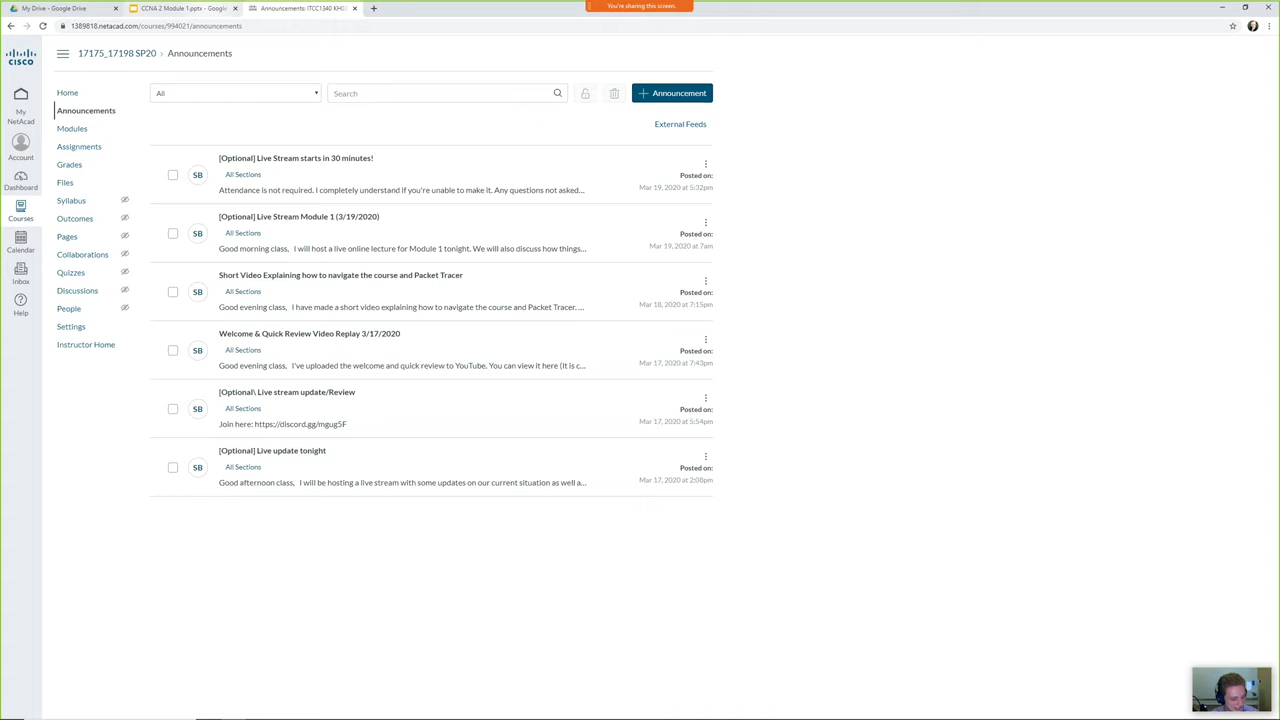 My Drive - Google Drive
CCNA 2 Module 1.pptx - Google
Announcements: ITCC1340 KH0
You're sharing this screen.
1389818.netacad.com/courses/994021/announcements
CISCO
17175_17198 SP20 › Announcements
My NetAcad
Account
Dashboard
Courses
Calendar
Inbox
Help
Home
Announcements
Modules
Assignments
Grades
Files
Syllabus
Outcomes
Pages
Collaborations
Quizzes
Discussions
People
Settings
Instructor Home
All
Search
Announcement
External Feeds
[Optional] Live Stream starts in 30 minutes!
SB
All Sections
Posted on:
Mar 19, 2020 at 5:32pm
Attendance is not required. I completely understand if you're unable to make it. Any questions not asked...
[Optional] Live Stream Module 1 (3/19/2020)
SB
All Sections
Posted on:
Mar 19, 2020 at 7am
Good morning class,   I will host a live online lecture for Module 1 tonight. We will also discuss how things...
Short Video Explaining how to navigate the course and Packet Tracer
SB
All Sections
Posted on:
Mar 18, 2020 at 7:15pm
Good evening class,   I have made a short video explaining how to navigate the course and Packet Tracer. ...
Welcome & Quick Review Video Replay 3/17/2020
SB
All Sections
Posted on:
Mar 17, 2020 at 7:43pm
Good evening class,   I've uploaded the welcome and quick review to YouTube. You can view it here (It is c...
[Optional\ Live stream update/Review
SB
All Sections
Posted on:
Mar 17, 2020 at 5:54pm
Join here: https://discord.gg/mgug5F
[Optional] Live update tonight
SB
All Sections
Posted on:
Mar 17, 2020 at 2:08pm
Good afternoon class,   I will be hosting a live stream with some updates on our current situation as well a...